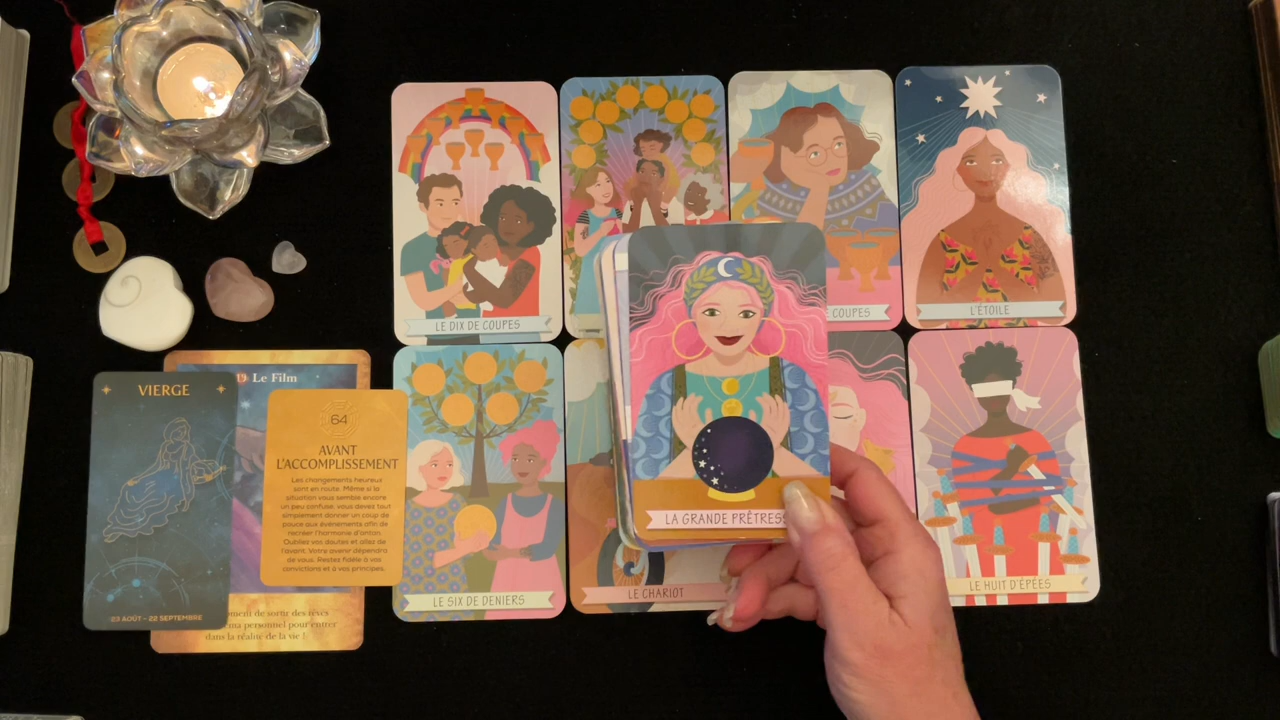 LE DIX DE COUPES
COUPES
L'ÉTOILE
LA GRANDE PRÊTRESS
LE SIX DE DENIERS
LE CHARIOT
LE HUIT D'ÉPÉES
VIERGE
23 AOÛT - 22 SEPTEMBRE
19 Le Film
de sortir des rêves
personnel pour entrer
dans la réalité de la vie !
64
AVANT
L'ACCOMPLISSEMENT
Les changements heureux
sont en route. Même si la
situation vous semble encore
un peu confuse, vous devez tout
simplement donner un coup de
pouce aux événements afin de
recréer l'harmonie d'antan.
Oubliez vos doutes et allez de
l'avant. Votre avenir dépendra
de vous. Restez fidèle à vos
convictions et à vos principes.